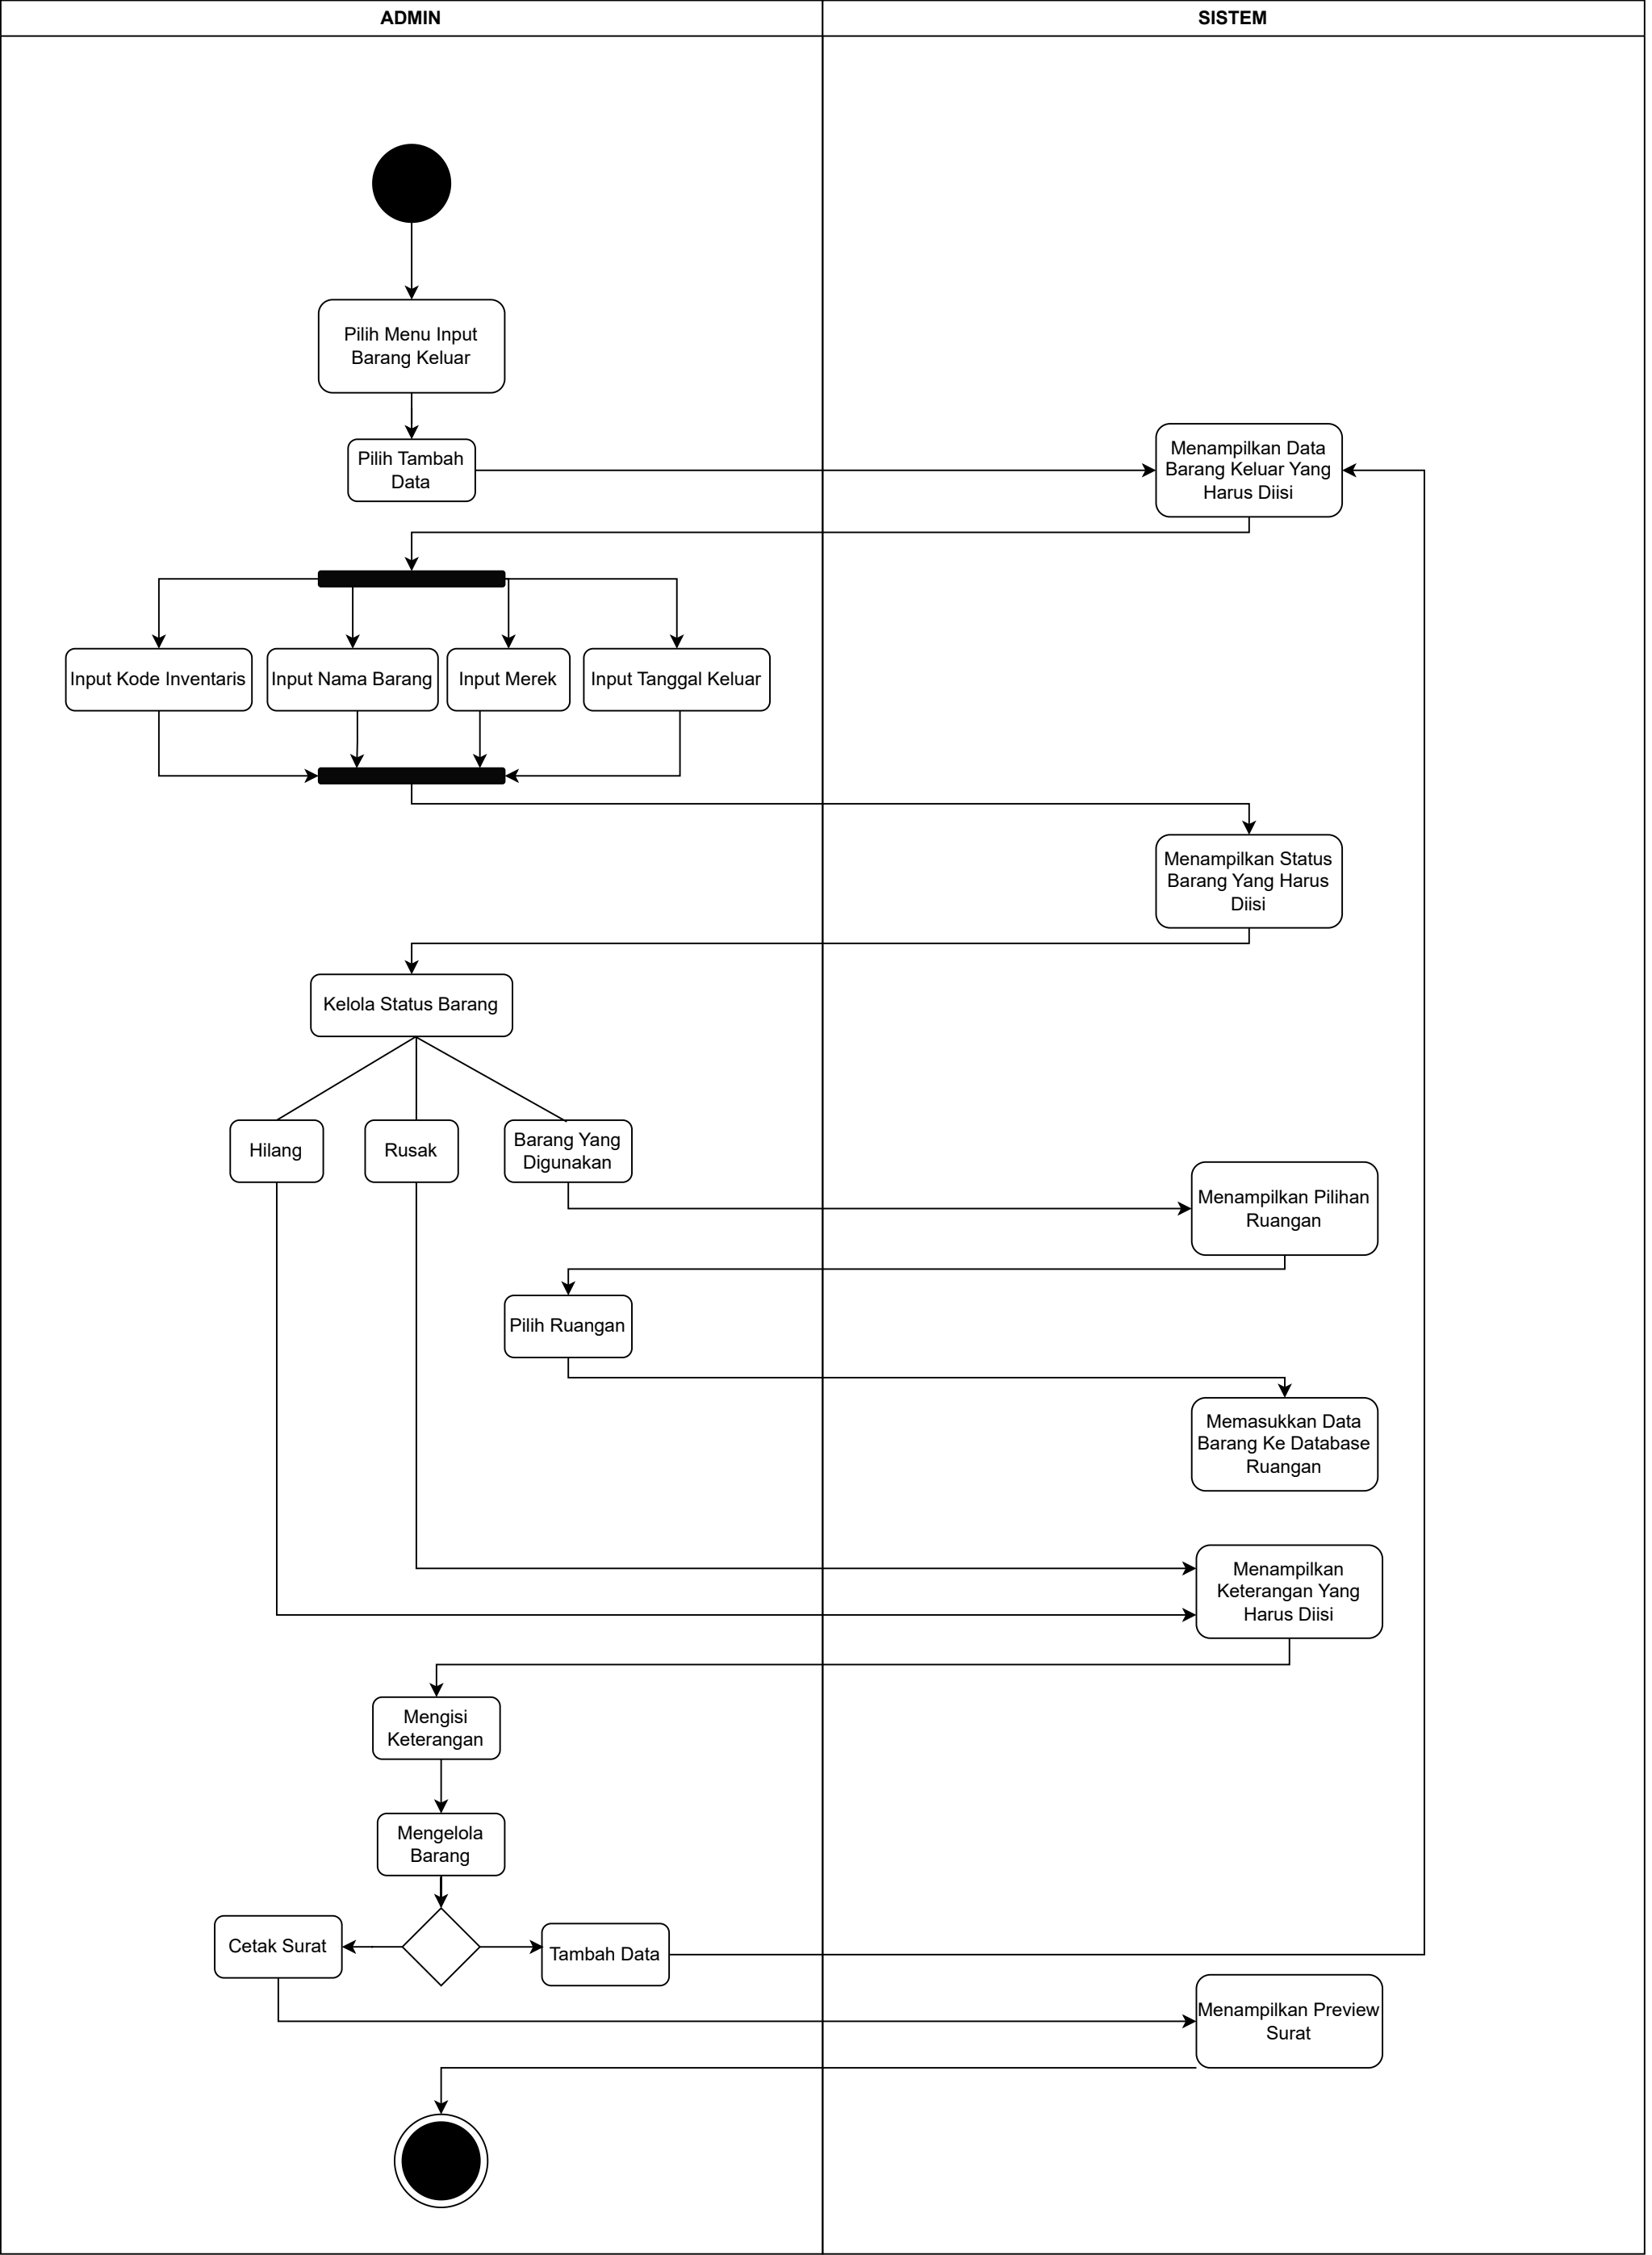 ADMIN
SISTEM
Pilih Menu Input
Barang Keluar
Pilih Tambah
Data
Menampilkan Data
Barang Keluar Yang
Harus Diisi
Input Kode Inventaris
Input Nama Barang
Input Merek
Input Tanggal Keluar
Menampilkan Status
Barang Yang Harus
Diisi
Kelola Status Barang
Hilang
Rusak
Barang Yang
Digunakan
Menampilkan Pilihan
Ruangan
Pilih Ruangan
Memasukkan Data
Barang Ke Database
Ruangan
Menampilkan
Keterangan Yang
Harus Diisi
Mengisi
Keterangan
Mengelola
Barang
Cetak Surat
Tambah Data
Menampilkan Preview
Surat